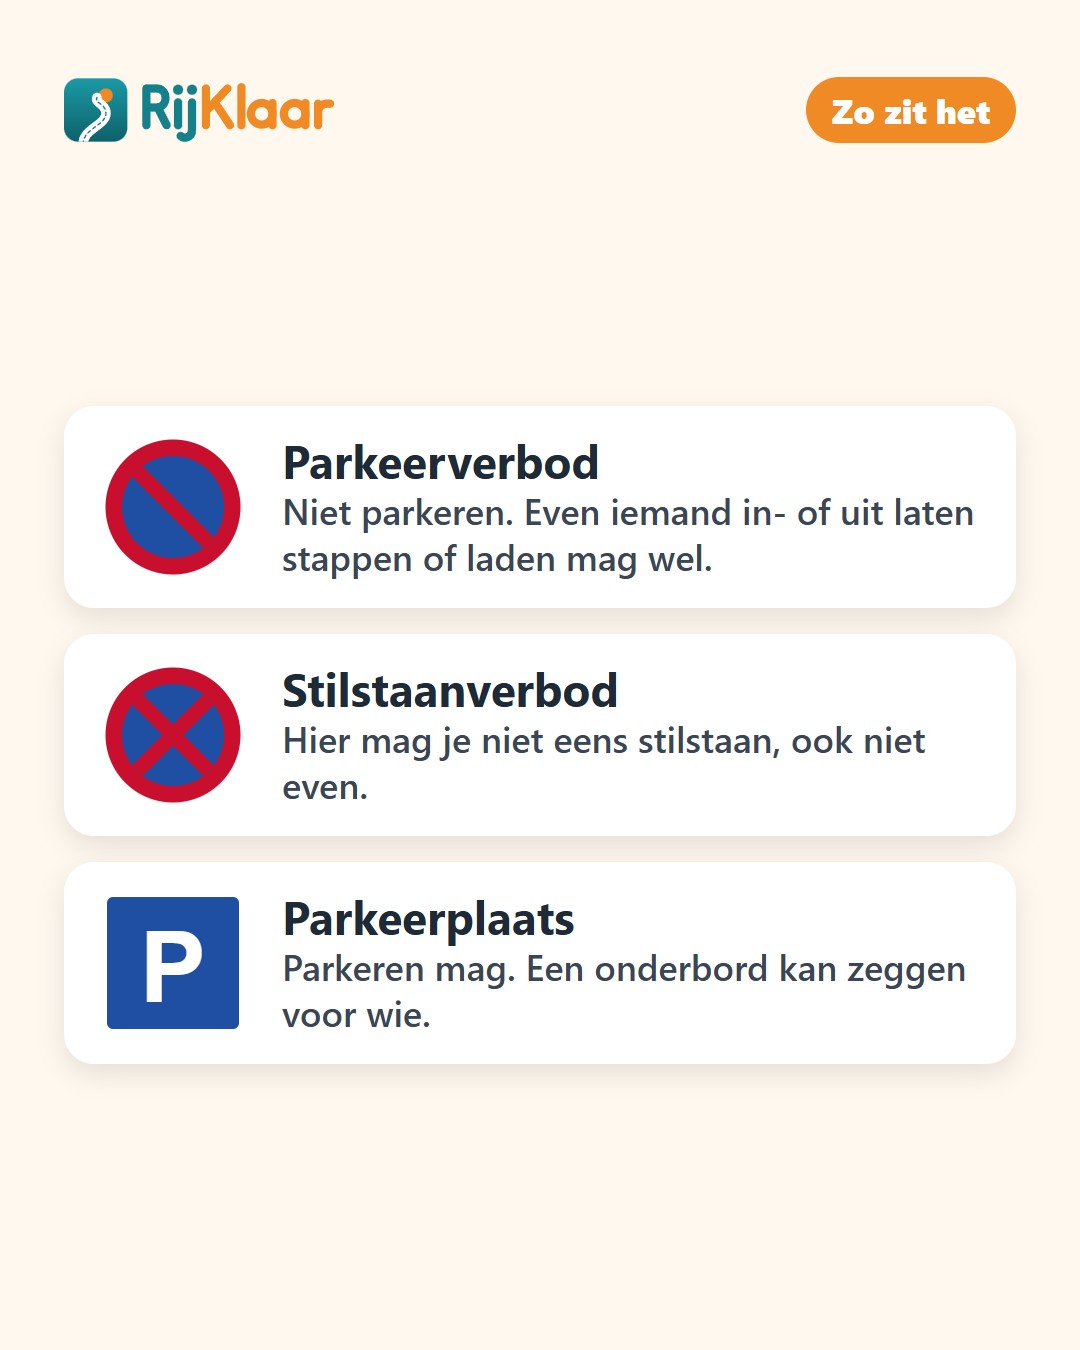 RijKlaar
Zo zit het
Parkeerverbod
Niet parkeren. Even iemand in- of uit laten
stappen of laden mag wel.
Stilstaanverbod
Hier mag je niet eens stilstaan, ook niet
even.
P
Parkeerplaats
Parkeren mag. Een onderbord kan zeggen
voor wie.